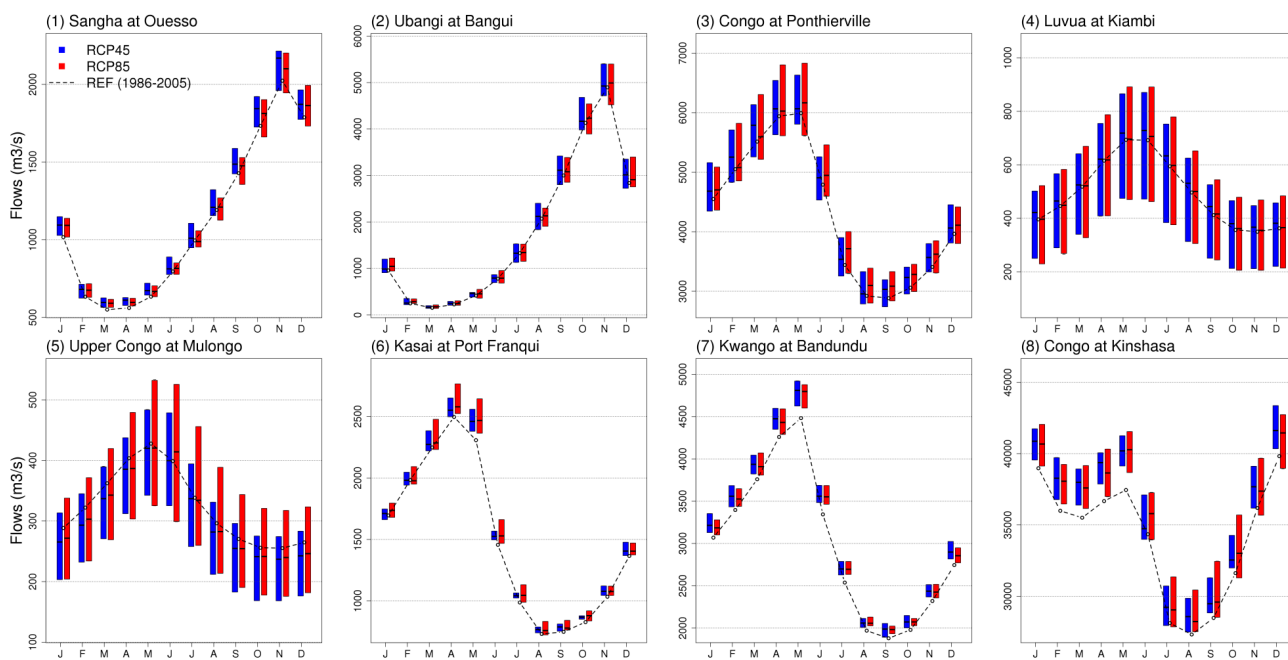 (1) Sangha at Ouesso
Flows (m3/s)
2000
1500
1000
500
RCP45
RCP85
REF (1986-2005)
J F M A M J J A S O N D
(2) Ubangi at Bangui
6000
5000
4000
3000
2000
1000
0
J F M A M J J A S O N D
(3) Congo at Ponthierville
7000
6000
5000
4000
3000
J F M A M J J A S O N D
(4) Luvua at Kiambi
1000
800
600
400
200
J F M A M J J A S O N D
(5) Upper Congo at Mulongo
Flows (m3/s)
500
400
300
200
100
J F M A M J J A S O N D
(6) Kasai at Port Franqui
2500
2000
1500
1000
J F M A M J J A S O N D
(7) Kwango at Bandundu
5000
4500
4000
3500
3000
2500
2000
J F M A M J J A S O N D
(8) Congo at Kinshasa
45000
40000
35000
30000
J F M A M J J A S O N D